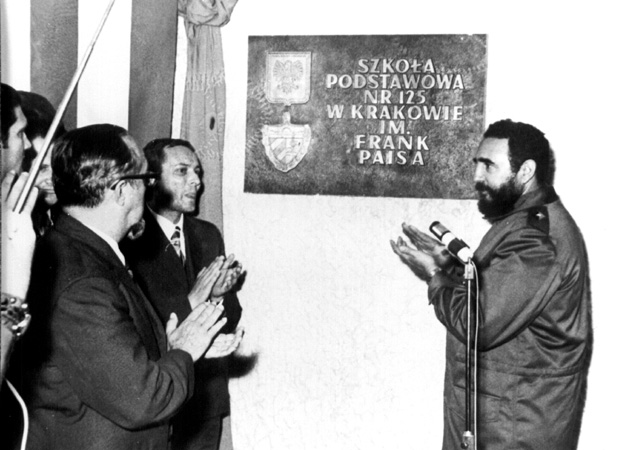 SZKOŁA
PODSTAWOWA
NR 125
W KRAKOWIE
IM.
FRANK
PAISA